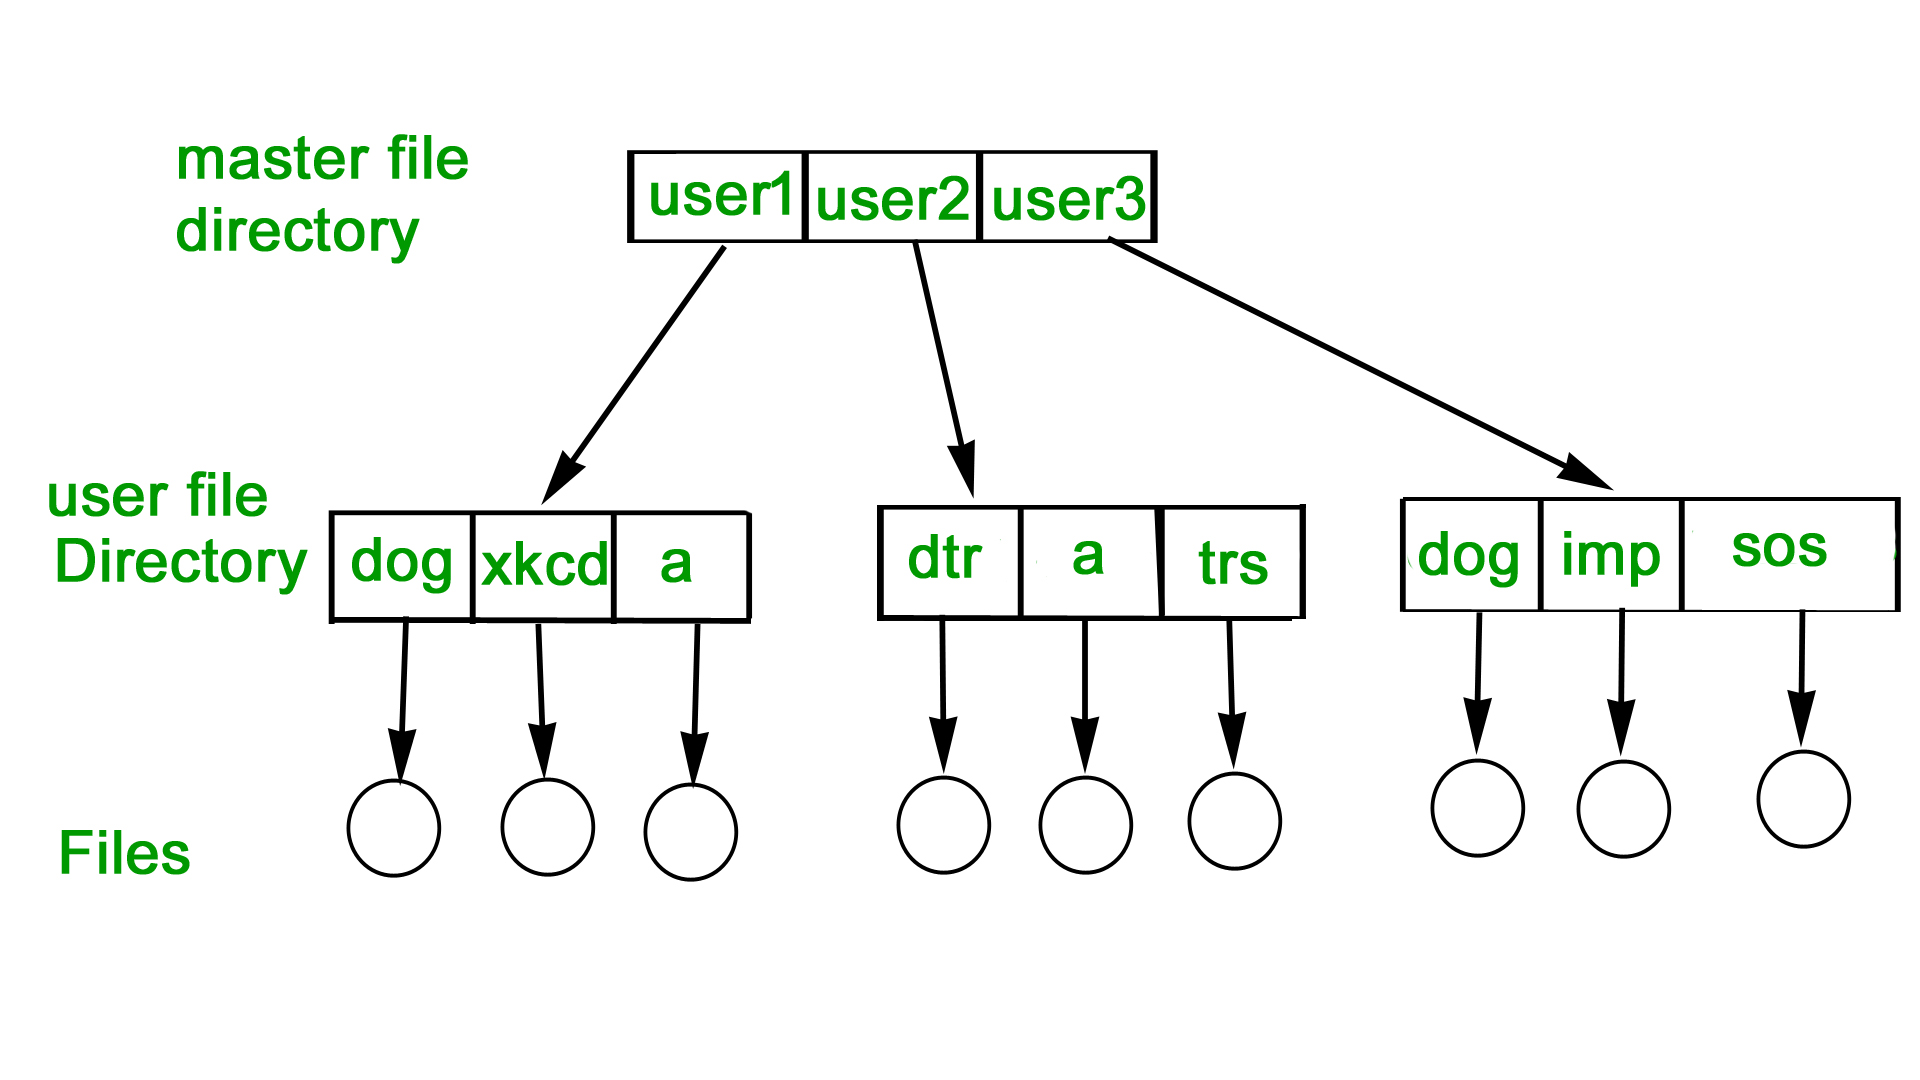 master file
directory
user1 user2 user3
user file
Directory
dog xkcd a
dtr a trs
dog imp sos
Files